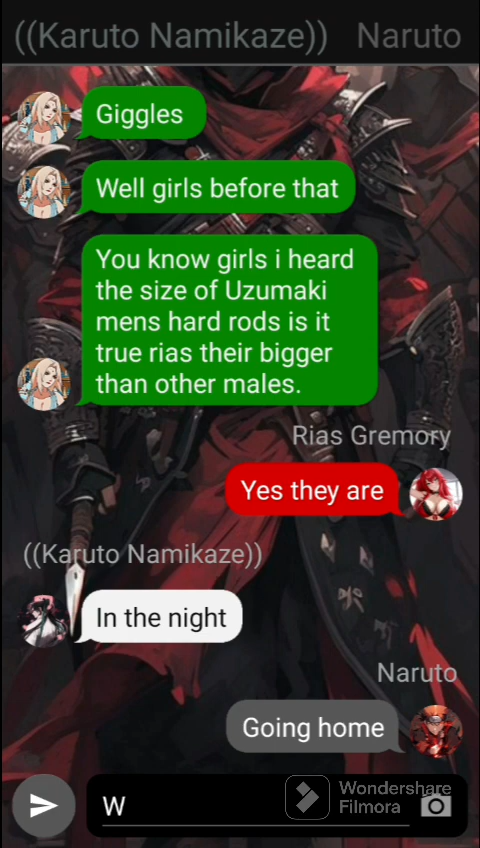 ((Karuto Namikaze)) Naruto
Giggles
Well girls before that
You know girls i heard
the size of Uzumaki
mens hard rods is it
true rias their bigger
than other males.
Rias Gremory
Yes they are
((Karuto Namikaze))
In the night
Naruto
Going home
W
Wondershare
Filmora